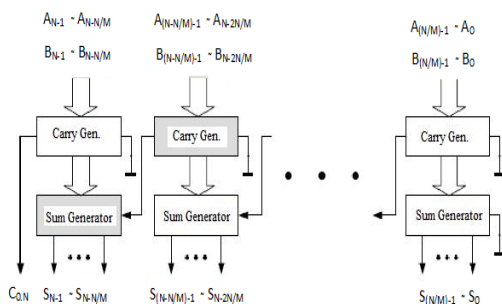 A_{N-1} - A_{N-N/M} A_{(N-N/M)-1} - A_{N-2N/M} A_{(N/M)-1} - A_0
B_{N-1} - B_{N-N/M} B_{(N-N/M)-1} - B_{N-2N/M} B_{(N/M)-1} - B_0
Carry Gen. Carry Gen. Carry Gen.
Sum Generator Sum Generator Sum Generator
C_{0.N} S_{N-1} - S_{N-N/M} S_{(N-N/M)-1} - S_{N-2N/M} S_{(N/M)-1} - S_0